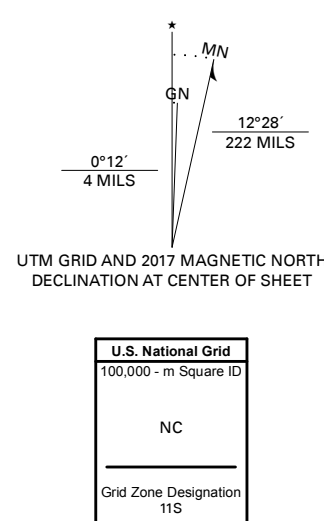 ★
MN
GN
12°28´
222 MILS
0°12´
4 MILS
UTM GRID AND 2017 MAGNETIC NORTH
DECLINATION AT CENTER OF SHEET
U.S. National Grid
100,000 - m Square ID
NC
Grid Zone Designation
11S